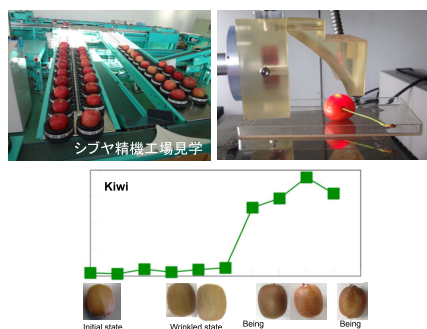 シブヤ精機工場見学
Kiwi
Initial state
Wrinkled state
Being
Being